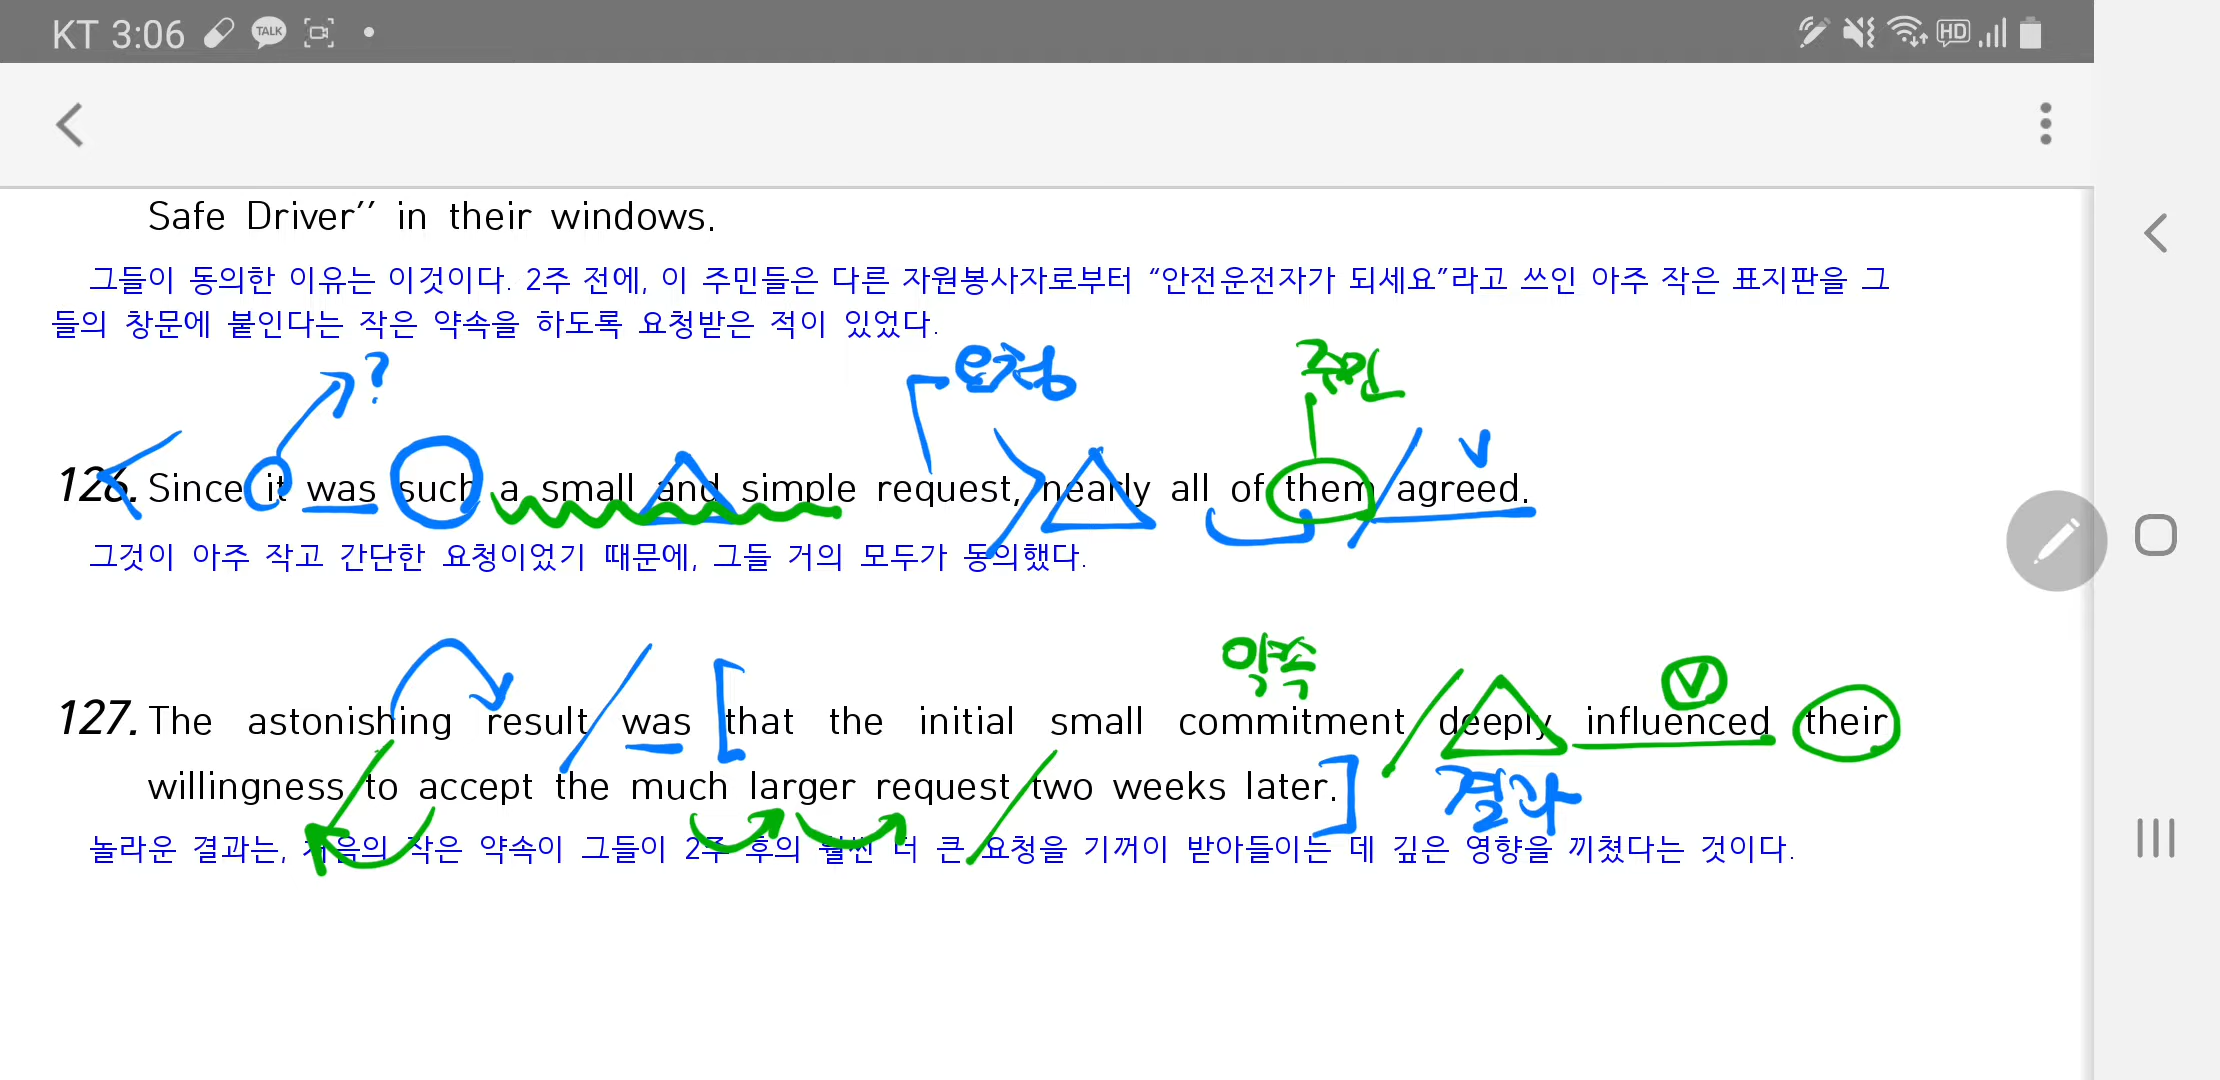 KT 3:06 TALK HD
Safe Driver" in their windows.
그들이 동의한 이유는 이것이다. 2주 전에, 이 주민들은 다른 자원봉사자로부터 "안전운전자가 되세요"라고 쓰인 아주 작은 표지판을 그
들의 창문에 붙인다는 작은 약속을 하도록 요청받은 적이 있었다.
? 요청 주민
V
126. Since it was such a small and simple request, nearly all of them agreed.
그것이 아주 작고 간단한 요청이었기 때문에, 그들 거의 모두가 동의했다.
약속 V
127. The astonishing result was that the initial small commitment deeply influenced their
willingness to accept the much larger request two weeks later. 결과
놀라운 결과는, 처음의 작은 약속이 그들이 2주 후의 훨씬 더 큰 요청을 기꺼이 받아들이는 데 깊은 영향을 끼쳤다는 것이다.